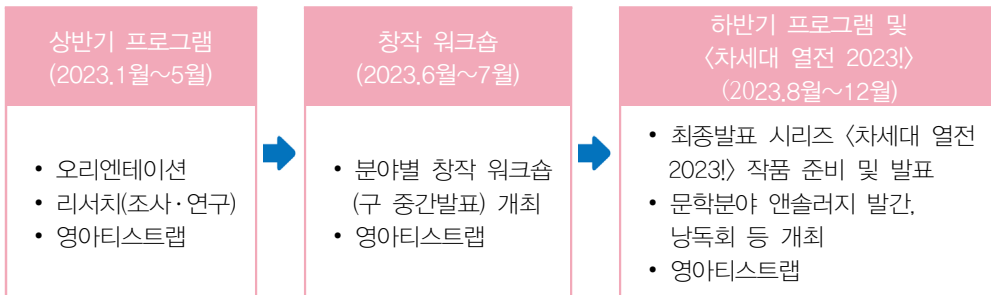 상반기 프로그램
(2023.1월~5월)
• 오리엔테이션
• 리서치(조사·연구)
• 영아티스트랩
창작 워크숍
(2023.6월~7월)
• 분야별 창작 워크숍
(구 중간발표) 개최
• 영아티스트랩
하반기 프로그램 및
〈차세대 열전 2023!〉
(2023.8월~12월)
• 최종발표 시리즈 〈차세대 열전
2023!〉 작품 준비 및 발표
• 문학분야 앤솔러지 발간,
낭독회 등 개최
• 영아티스트랩